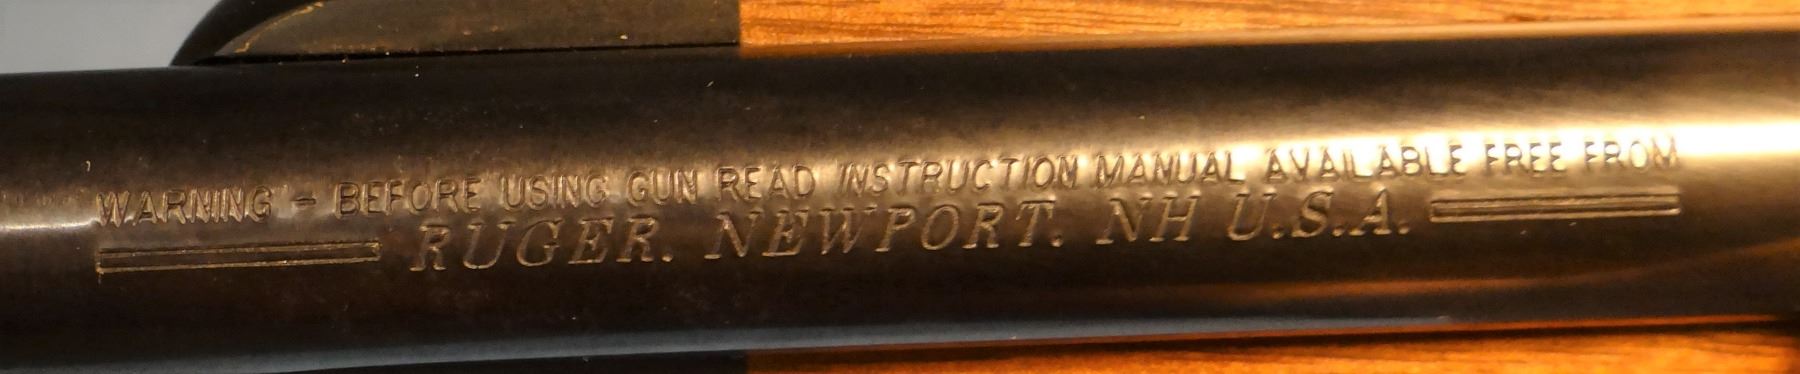 WARNING - BEFORE USING GUN READ INSTRUCTION MANUAL AVAILABLE FREE FROM
RUGER. NEWPORT. NH U.S.A.